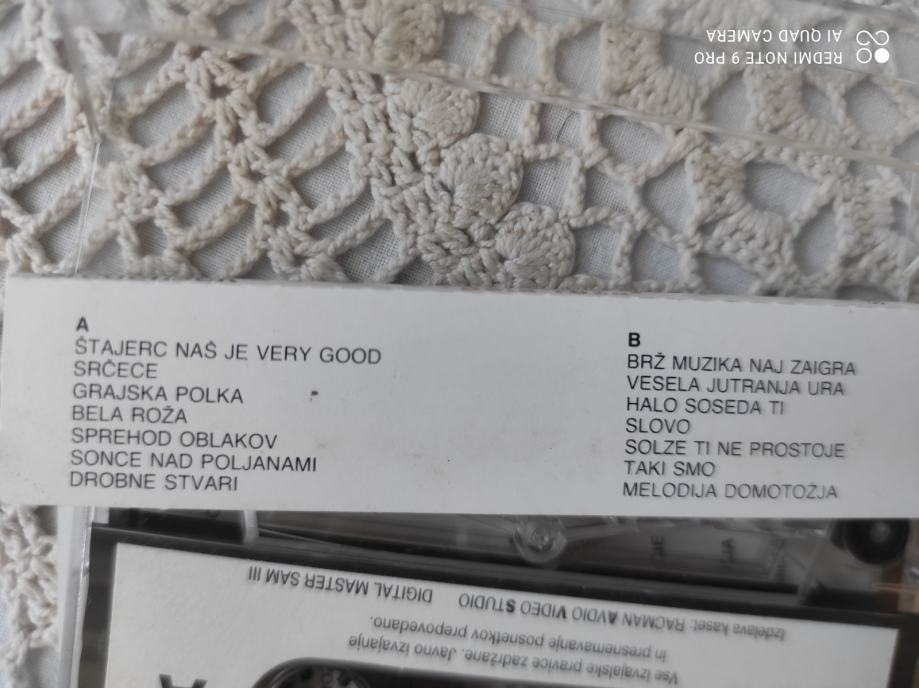 REDMI NOTE 9 PRO
AI QUAD CAMERA
A
ŠTAJERC NAŠ JE VERY GOOD
SRČECE
GRAJSKA POLKA
BELA ROŽA
SPREHOD OBLAKOV
SONCE NAD POLJANAMI
DROBNE STVARI
B
BRŽ MUZIKA NAJ ZAIGRA
VESELA JUTRANJA URA
HALO SOSEDA TI
SLOVO
SOLZE TI NE PROSTOJE
TAKI SMO
MELODIJA DOMOTOŽJA
Vse izvajalske pravice zadržane. Javno izvajanje
in presnemavanje posnetkov prepovedano.
Izdelava kaset: RACMAN AVDIO VIDEO STUDIO DIGITAL MASTER SAM III
A